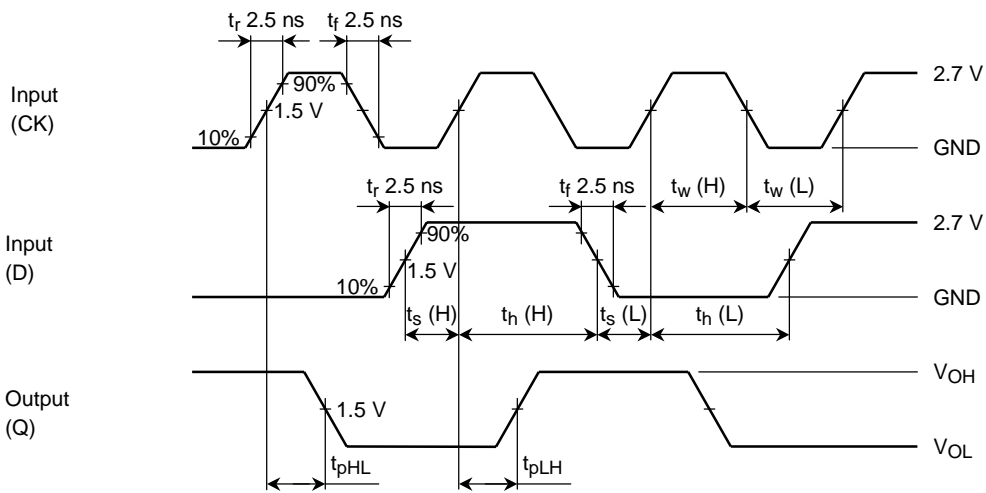 tr 2.5 ns
tf 2.5 ns
Input
(CK)
90%
1.5 V
10%
2.7 V
GND
tr 2.5 ns
tf 2.5 ns
tw (H)
tw (L)
Input
(D)
90%
1.5 V
10%
2.7 V
GND
ts (H)
th (H)
ts (L)
th (L)
Output
(Q)
1.5 V
VOH
VOL
tpHL
tpLH